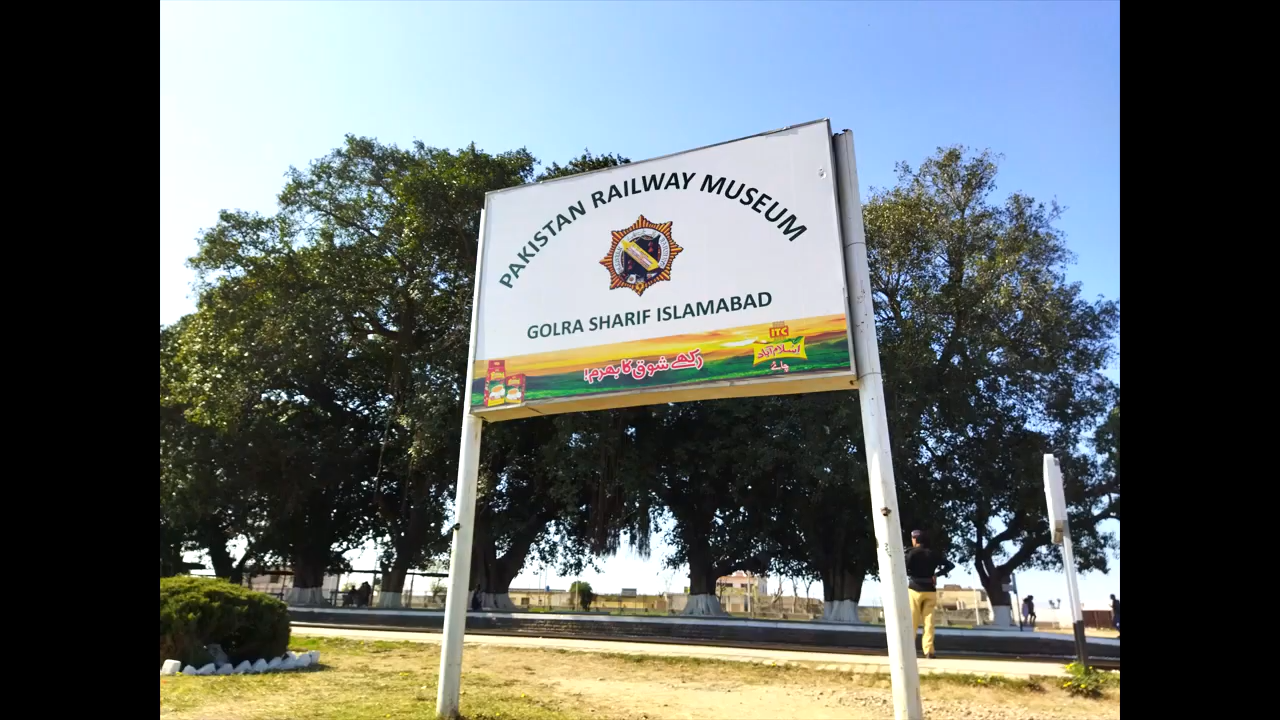 PAKISTAN RAILWAY MUSEUM
GOLRA SHARIF ISLAMABAD
ITC
اسلام آباد
چائے
رکھے شوق کا بھرم!